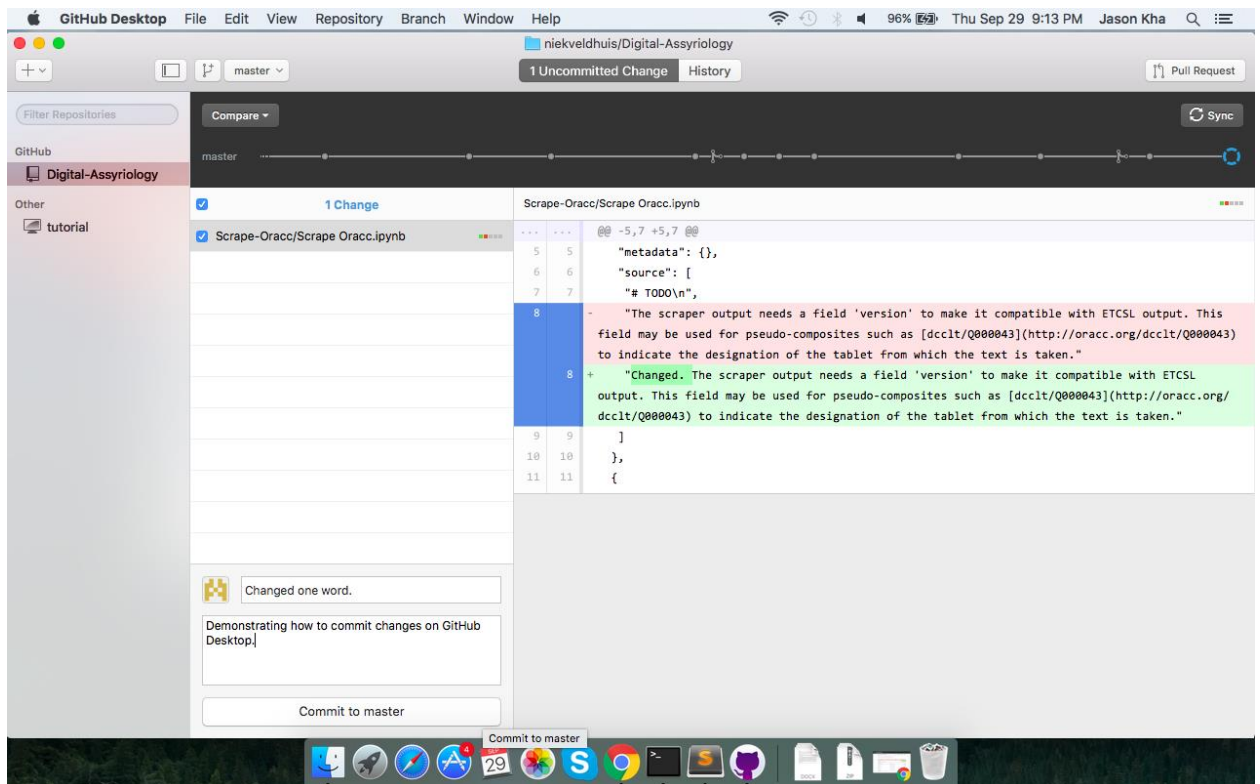 GitHub Desktop File Edit View Repository Branch Window Help 96% Thu Sep 29 9:13 PM Jason Kha
niekveldhuis/Digital-Assyriology
master 1 Uncommitted Change History Pull Request
Filter Repositories
Compare Sync
GitHub
master
Digital-Assyriology
Other
tutorial
1 Change
Scrape-Oracc/Scrape Oracc.ipynb
Scrape-Oracc/Scrape Oracc.ipynb
... ... @@ -5,7 +5,7 @@
5 5 "metadata": {},
6 6 "source": [
7 7 "# TODO\n",
8 - "The scraper output needs a field 'version' to make it compatible with ETCSL output. This
field may be used for pseudo-composites such as [dcclt/Q000043](http://oracc.org/dcclt/Q000043)
to indicate the designation of the tablet from which the text is taken."
8 + "Changed. The scraper output needs a field 'version' to make it compatible with ETCSL
output. This field may be used for pseudo-composites such as [dcclt/Q000043](http://oracc.org/
dcclt/Q000043) to indicate the designation of the tablet from which the text is taken."
9 9 ]
10 10 },
11 11 {
Changed one word.
Demonstrating how to commit changes on GitHub
Desktop.
Commit to master
Commit to master
4
SEP
29
S
>_
S
DOCX
ZIP